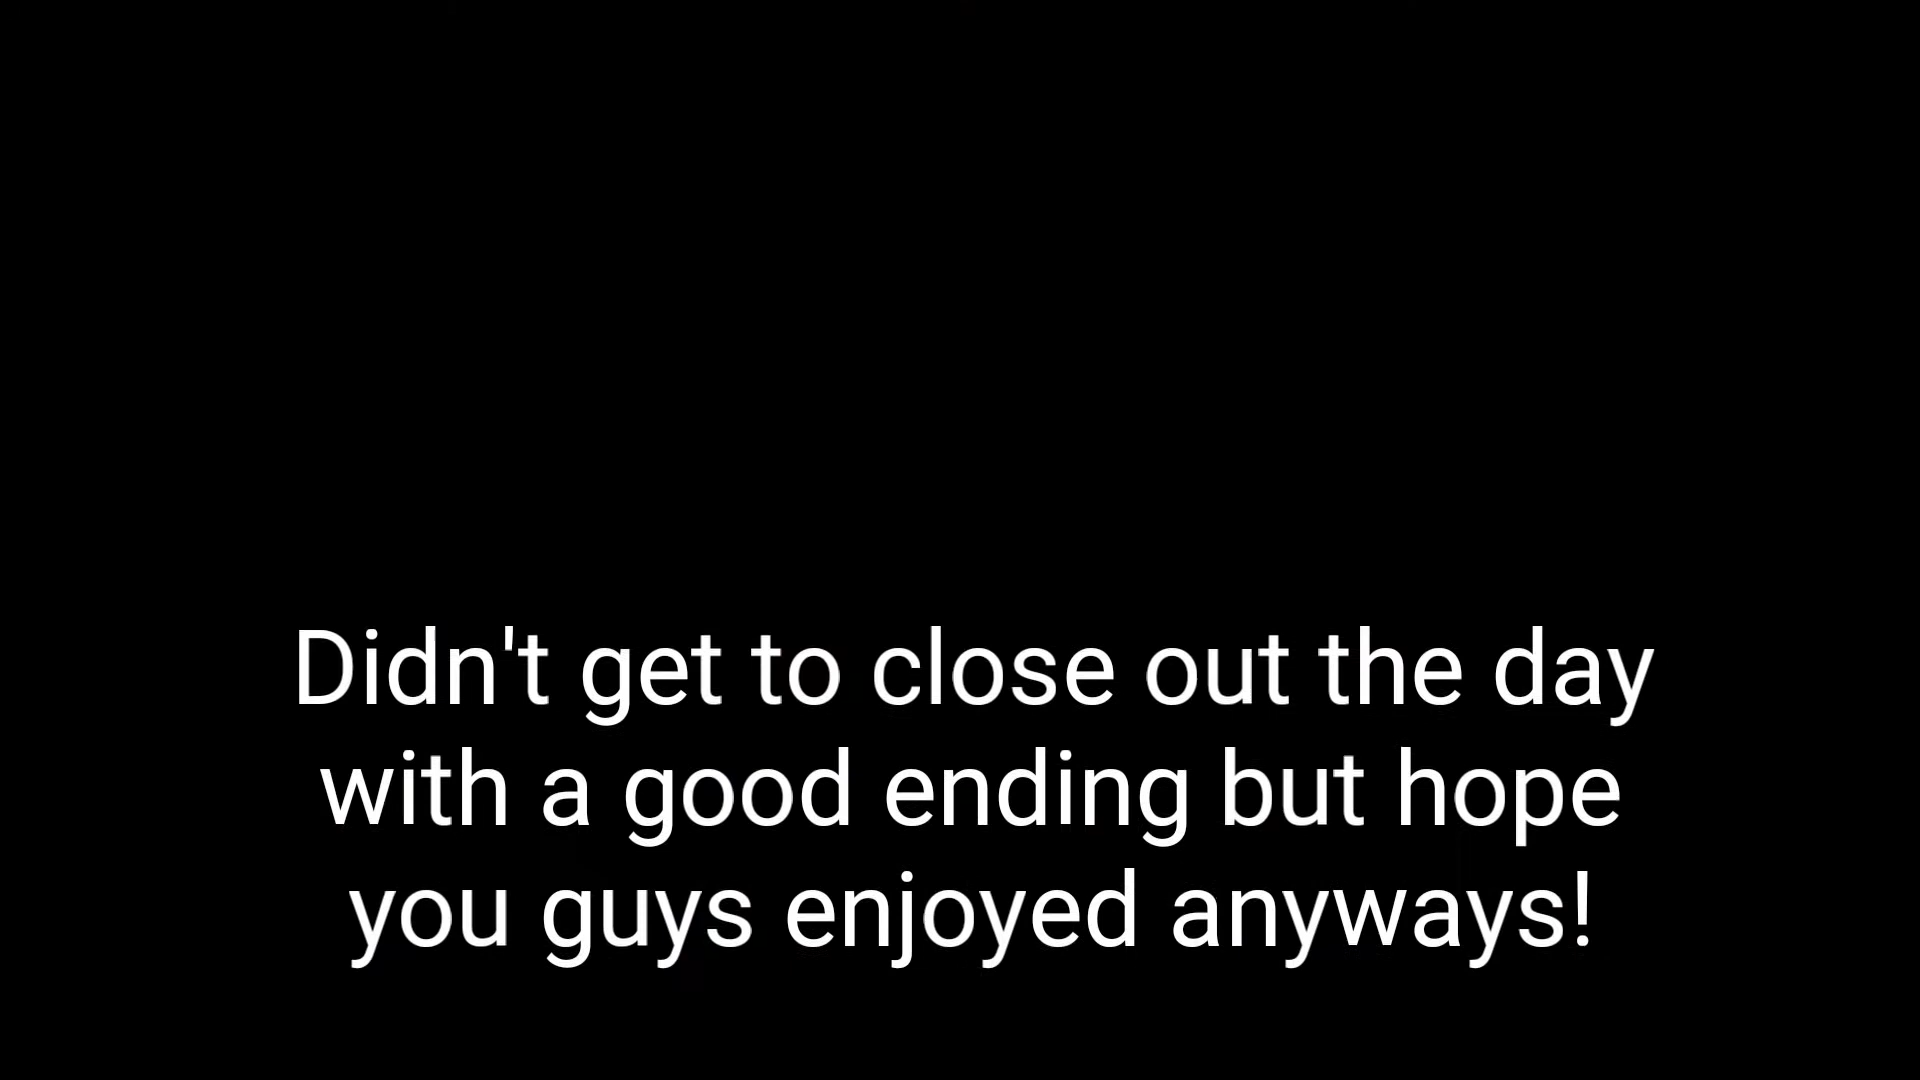 Didn't get to close out the day
with a good ending but hope
you guys enjoyed anyways!